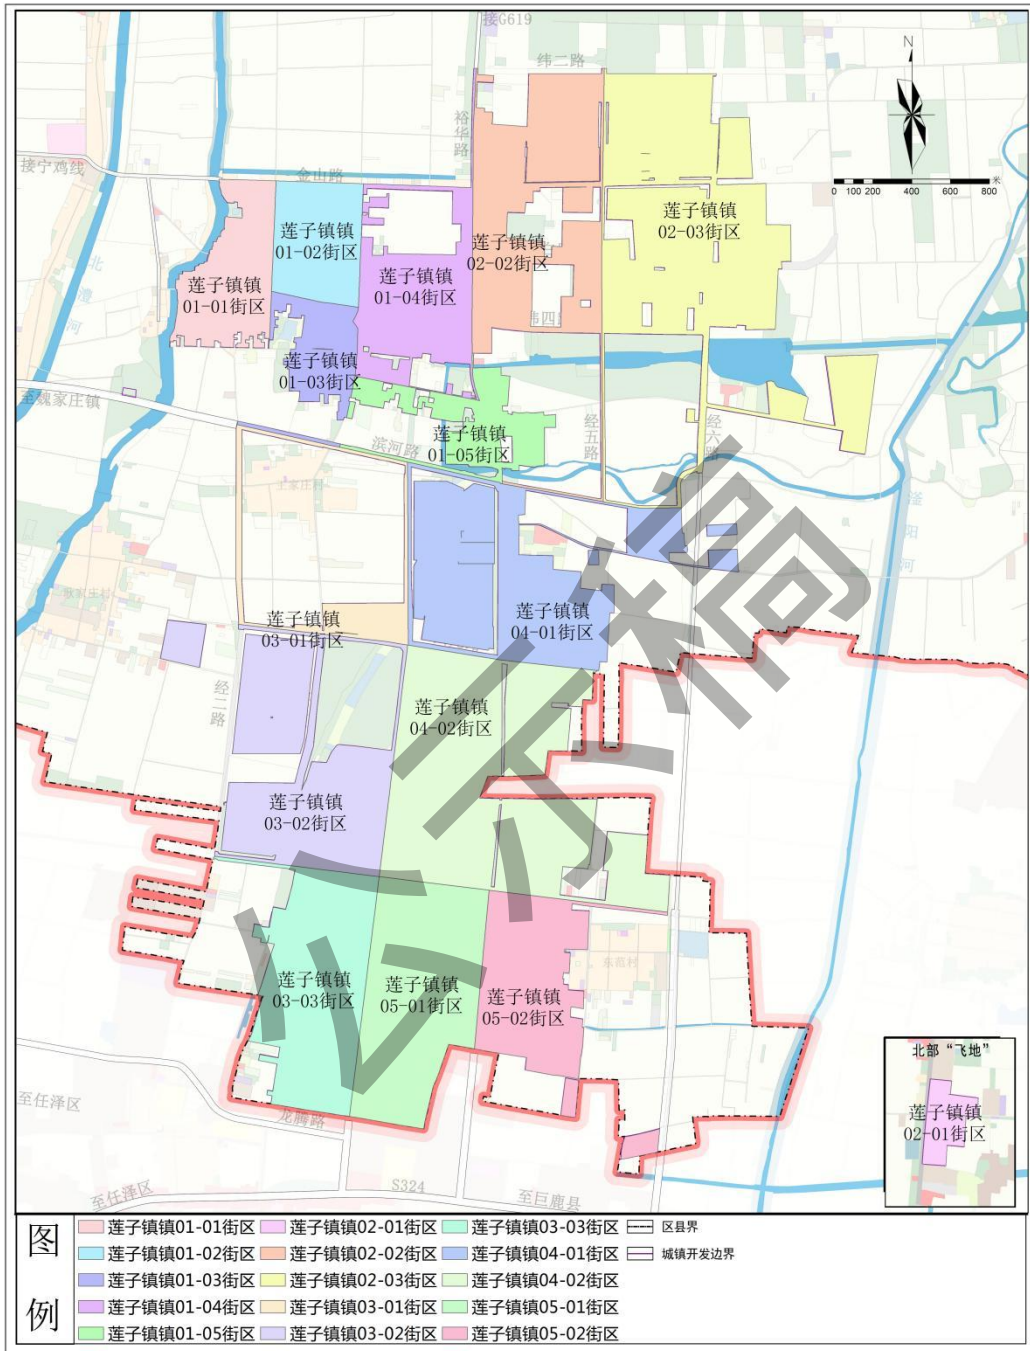 接G619
纬二路
N
裕华路
接宁鸡线
金山路
米
0 100 200 400 600 800
莲子镇镇
02-03街区
莲子镇镇
01-02街区
莲子镇镇
02-02街区
莲子镇镇
01-01街区
莲子镇镇
01-04街区
北澧河
纬四
莲子镇镇
01-03街区
至魏家庄镇
滨河路
莲子镇镇
01-05街区
经五路
经六路
王家庄村
滏阳河
莲子镇镇
03-01街区
莲子镇镇
04-01街区
经二路
莲子镇镇
04-02街区
莲子镇镇
03-02街区
东范村
莲子镇镇
03-03街区
莲子镇镇
05-01街区
莲子镇镇
05-02街区
公示稿
北部“飞地”
莲子镇镇
02-01街区
至任泽区
龙腾路
至任泽区
S324
至巨鹿县
图例
莲子镇镇01-01街区 莲子镇镇02-01街区 莲子镇镇03-03街区 区县界
莲子镇镇01-02街区 莲子镇镇02-02街区 莲子镇镇04-01街区 城镇开发边界
莲子镇镇01-03街区 莲子镇镇02-03街区 莲子镇镇04-02街区
莲子镇镇01-04街区 莲子镇镇03-01街区 莲子镇镇05-01街区
莲子镇镇01-05街区 莲子镇镇03-02街区 莲子镇镇05-02街区